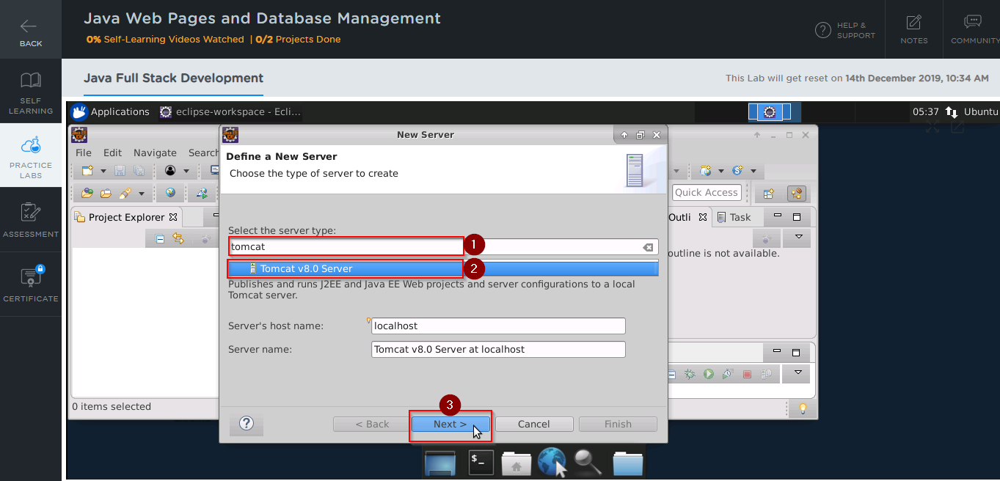 BACK
Java Web Pages and Database Management
0% Self-Learning Videos Watched | 0/2 Projects Done
HELP &
SUPPORT
NOTES
COMMUNITY
SELF
LEARNING
PRACTICE
LABS
ASSESSMENT
CERTIFICATE
Java Full Stack Development
This Lab will get reset on 14th December 2019, 10:34 AM
Applications
eclipse-workspace - Ecli...
05:37
Ubuntu
New Server
File Edit Navigate Search
Define a New Server
Choose the type of server to create
Quick Access
Project Explorer
Outli
Task
Select the server type:
tomcat
1
outline is not available.
Tomcat v8.0 Server
2
Publishes and runs J2EE and Java EE Web projects and server configurations to a local
Tomcat server.
Server's host name:
localhost
Server name:
Tomcat v8.0 Server at localhost
0 items selected
3
?
< Back
Next >
Cancel
Finish
$_